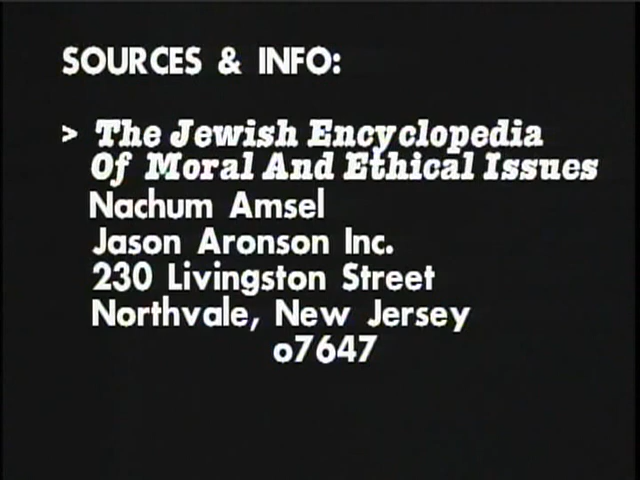 SOURCES & INFO:
> The Jewish Encyclopedia
Of Moral And Ethical Issues
Nachum Amsel
Jason Aronson Inc.
230 Livingston Street
Northvale, New Jersey
o7647